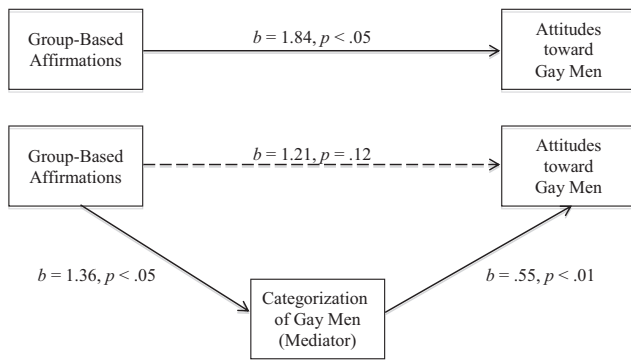 Group-Based
Affirmations
b = 1.84, p < .05
Attitudes
toward
Gay Men
Group-Based
Affirmations
b = 1.21, p = .12
Attitudes
toward
Gay Men
b = 1.36, p < .05
Categorization
of Gay Men
(Mediator)
b = .55, p < .01